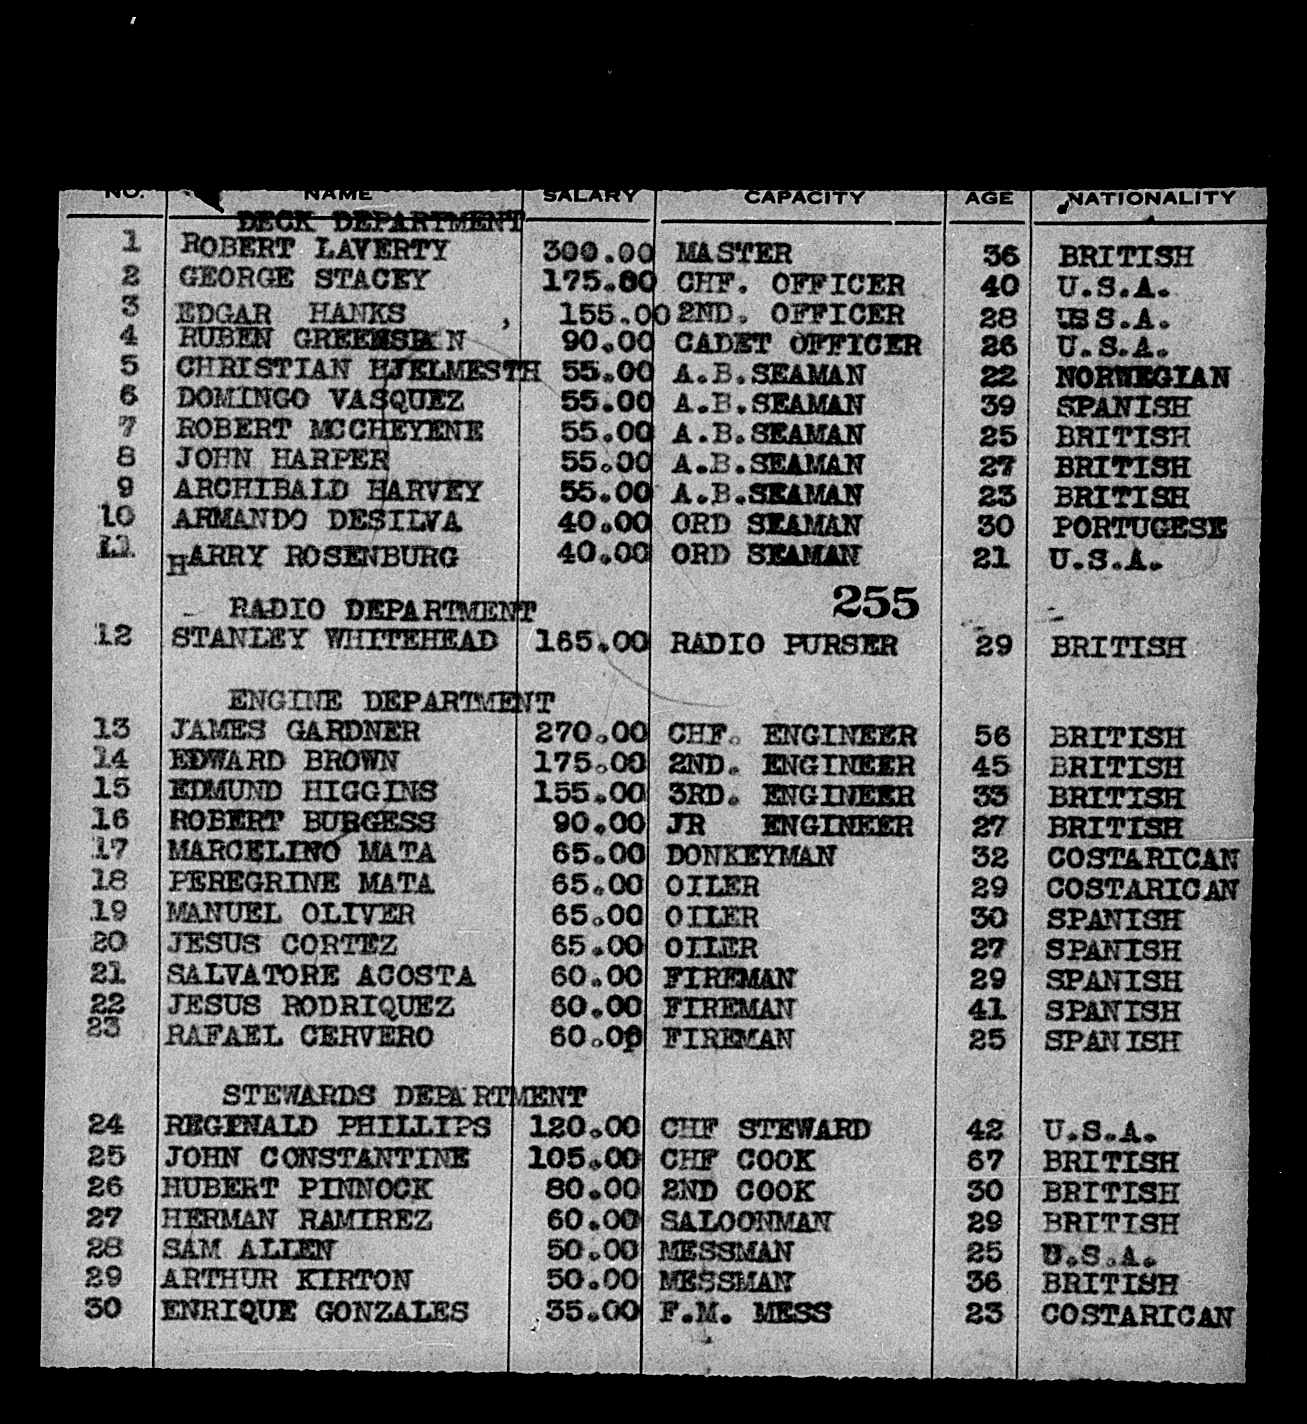 NO. NAME SALARY CAPACITY AGE NATIONALITY
DECK DEPARTMENT
1 ROBERT LAVERTY 300.00 MASTER 36 BRITISH
2 GEORGE STACEY 175.00 CHF. OFFICER 40 U.S.A.
3 EDGAR HANKS , 155.00 2ND. OFFICER 28 U.S.A.
4 RUBEN 90.00 CADET OFFICER 26 U.S.A.
5 CHRISTIAN HJELMESTH 55.00 A.B.SEAMAN 22 NORWEGIAN
6 DOMINGO VASQUEZ 55.00 A.B.SEAMAN 39 SPANISH
7 ROBERT MCCHEYENE 55.00 A.B.SEAMAN 25 BRITISH
8 JOHN HARPER 55.00 A.B.SEAMAN 27 BRITISH
9 ARCHIBALD HARVEY 55.00 A.B.SEAMAN 23 BRITISH
10 ARMANDO DESILVA 40.00 ORD SEAMAN 30 PORTUGESE
11 HARRY ROSENBURG 40.00 ORD SEAMAN 21 U.S.A.
255
RADIO DEPARTMENT
12 STANLEY WHITEHEAD 165.00 RADIO PURSER 29 BRITISH
ENGINE DEPARTMENT
13 JAMES GARDNER 270.00 CHF. ENGINEER 56 BRITISH
14 EDWARD BROWN 175.00 2ND. ENGINEER 45 BRITISH
15 EDMUND HIGGINS 155.00 3RD. ENGINEER 33 BRITISH
16 ROBERT BURGESS 90.00 JR ENGINEER 27 BRITISH
17 MARCELINO MATA 65.00 DONKEYMAN 32 COSTARICAN
18 PEREGRINE MATA 65.00 OILER 29 COSTARICAN
19 MANUEL OLIVER 65.00 OILER 30 SPANISH
20 JESUS CORTEZ 65.00 OILER 27 SPANISH
21 SALVATORE ACOSTA 60.00 FIREMAN 29 SPANISH
22 JESUS RODRIQUEZ 60.00 FIREMAN 41 SPANISH
23 RAFAEL CERVERO 60.00 FIREMAN 25 SPANISH
STEWARDS DEPARTMENT
24 REGINALD PHILLIPS 120.00 CHF STEWARD 42 U.S.A.
25 JOHN CONSTANTINE 105.00 CHF COOK 67 BRITISH
26 HUBERT PINNOCK 80.00 2ND COOK 30 BRITISH
27 HERMAN RAMIREZ 60.00 SALOONMAN 29 BRITISH
28 SAM ALLEN 50.00 MESSMAN 25 U.S.A.
29 ARTHUR KIRTON 50.00 MESSMAN 36 BRITISH
30 ENRIQUE GONZALES 35.00 F.M. MESS 23 COSTARICAN